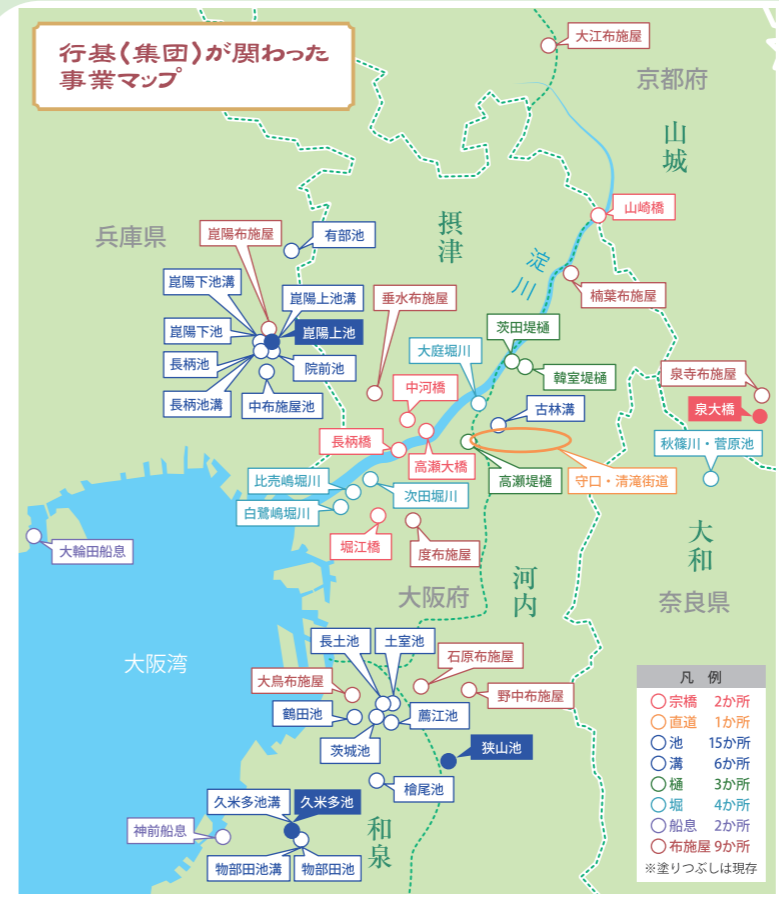 行基(集団)が関わった
事業マップ
大江布施屋
京都府
山城
山崎橋
摂津
兵庫県
崑陽布施屋
有部池
淀川
楠葉布施屋
崑陽下池溝
崑陽上池溝
垂水布施屋
茨田堤樋
崑陽下池
崑陽上池
大庭堀川
韓室堤樋
長柄池
院前池
中河橋
泉寺布施屋
長柄池溝
中布施屋池
古林溝
泉大橋
長柄橋
高瀬大橋
秋篠川・菅原池
比売嶋堀川
次田堀川
高瀬堤樋
守口・清滝街道
白鷺嶋堀川
大輪田船息
堀江橋
度布施屋
大和
河内
大阪府
奈良県
大阪湾
長土池
土室池
石原布施屋
大鳥布施屋
野中布施屋
鶴田池
薦江池
茨城池
狭山池
檜尾池
久米多池溝
久米多池
神前船息
和泉
物部田池溝
物部田池
凡 例
宗橋 2か所
直道 1か所
池 15か所
溝 6か所
樋 3か所
堀 4か所
船息 2か所
布施屋 9か所
※塗りつぶしは現存